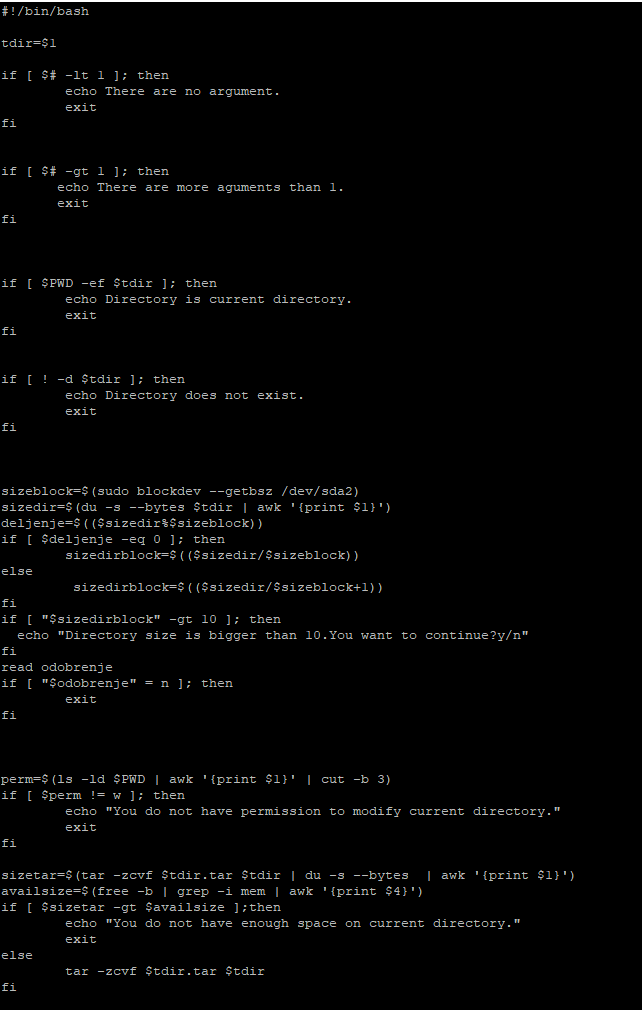 #!/bin/bash
tdir=$1
if [ $# -lt 1 ]; then
echo There are no argument.
exit
fi
if [ $# -gt 1 ]; then
echo There are more aguments than 1.
exit
fi
if [ $PWD -ef $tdir ]; then
echo Directory is current directory.
exit
fi
if [ ! -d $tdir ]; then
echo Directory does not exist.
exit
fi
sizeblock=$(sudo blockdev --getbsz /dev/sda2)
sizedir=$(du -s --bytes $tdir | awk '{print $1}')
deljenje=$(($sizedir%$sizeblock))
if [ $deljenje -eq 0 ]; then
sizedirblock=$(($sizedir/$sizeblock))
else
sizedirblock=$(($sizedir/$sizeblock+1))
fi
if [ "$sizedirblock" -gt 10 ]; then
echo "Directory size is bigger than 10.You want to continue?y/n"
fi
read odobrenje
if [ "$odobrenje" = n ]; then
exit
fi
perm=$(ls -ld $PWD | awk '{print $1}' | cut -b 3)
if [ $perm != w ]; then
echo "You do not have permission to modify current directory."
exit
fi
sizetar=$(tar -zcvf $tdir.tar $tdir | du -s --bytes  | awk '{print $1}')
availsize=$(free -b | grep -i mem | awk '{print $4}')
if [ $sizetar -gt $availsize ];then
echo "You do not have enough space on current directory."
exit
else
tar -zcvf $tdir.tar $tdir
fi